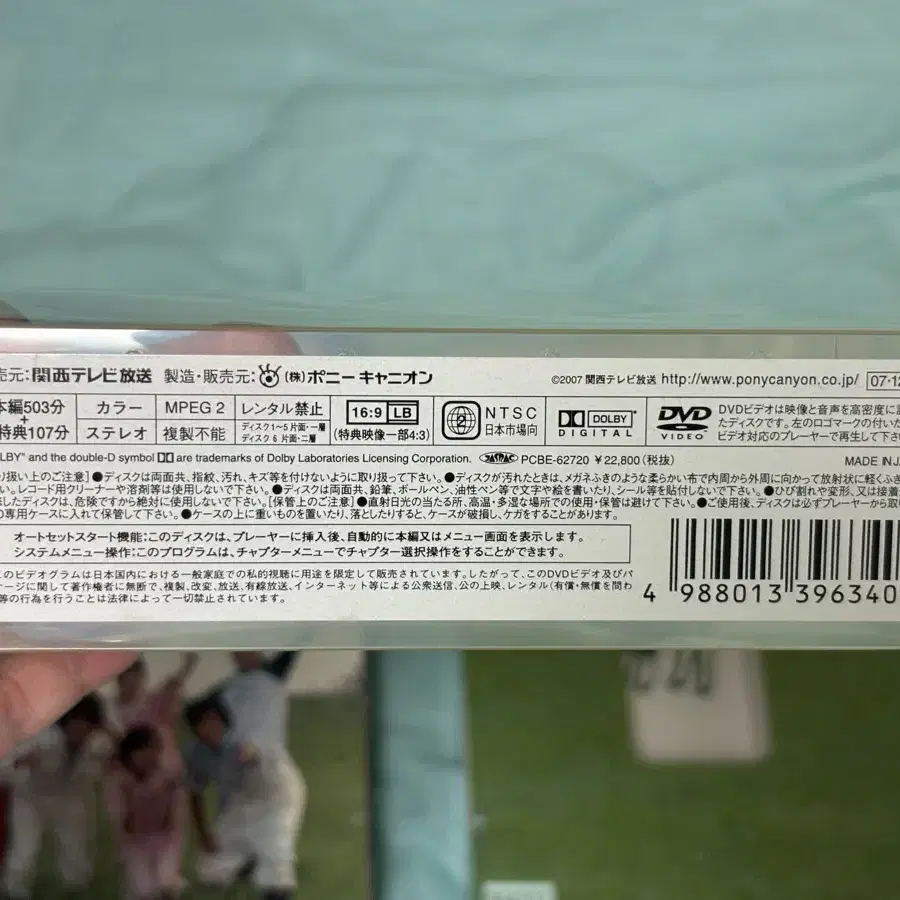 売元:関西テレビ放送 製造・販売元: (株)ポニー キャニオン ©2007 関西テレビ放送 http://www.ponycanyon.co.jp/ 07-12
本編503分 + 特典107分
カラー
ステレオ
MPEG 2
複製不能
レンタル禁止
ディスク1～5 片面・一層
ディスク6 片面・二層
16:9 LB
(特典映像一部4:3)
2 NTSC
日本市場向
DOLBY
DIGITAL
DVD
VIDEO
DVDビデオは映像と音声を高密度に記
たディスクです。左のロゴマークの付いた
ビデオ対応のプレーヤーで再生して下さ
LBY" and the double-D symbol are trademarks of Dolby Laboratories Licensing Corporation. PCBE-62720 ¥22,800(税抜) MADE IN J
り扱い上のご注意】●ディスクは両面共、指紋、汚れ、キズ等を付けないように取り扱って下さい。●ディスクが汚れたときは、メガネふきのような柔らかい布で内周から外周に向かって放射状に軽くふき
い。レコード用クリーナーや溶剤等は使用しないで下さい。●ディスクは両面共、鉛筆、ボールペン、油性ペン等で文字や絵を書いたり、シール等を貼付しないで下さい。●ひび割れや変形、又は接着
したディスクは、危険ですから絶対に使用しないで下さい。【保管上のご注意】●直射日光の当たる所、高温・多湿な場所での使用・保管は避けて下さい。●ご使用後、ディスクは必ずプレーヤーから取り
の専用ケースに入れて保管して下さい。●ケースの上に重いものを置いたり、落としたりすると、ケースが破損し、ケガをすることがあります。
オートセットスタート機能:このディスクは、プレーヤーに挿入後、自動的に本編又はメニュー画面を表示します。
システムメニュー操作:このプログラムは、チャプターメニューでチャプター選択操作をすることができます。
このビデオグラムは日本国内における一般家庭での私的視聴に用途を限定して販売されています。したがって、このDVDビデオ及びパ
ージに関して著作権者に無断で、複製、改変、放送、有線放送、インターネット等による公衆送信、公の上映、レンタル(有償・無償を問わ
等の行為を行うことは法律によって一切禁止されています。
4 988013 396340